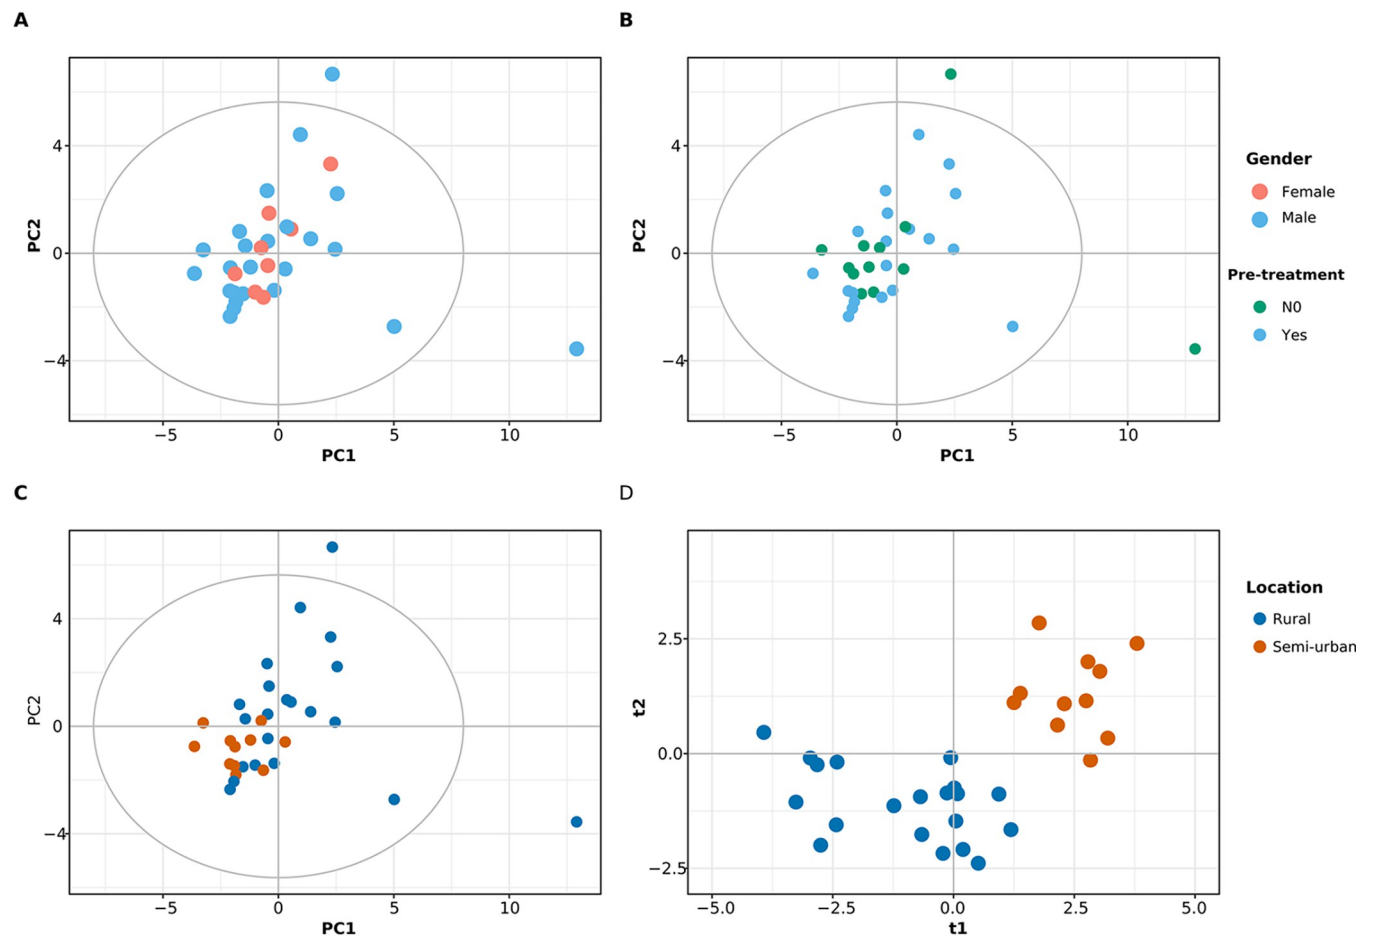 A
B
4
0
−4
PC2
−5
0
5
10
PC1
4
0
−4
PC2
−5
0
5
10
PC1
Gender
Female
Male
Pre-treatment
N0
Yes
C
D
4
0
−4
PC2
−5
0
5
10
PC1
2.5
0.0
−2.5
t2
−5.0
−2.5
0.0
2.5
5.0
t1
Location
Rural
Semi-urban